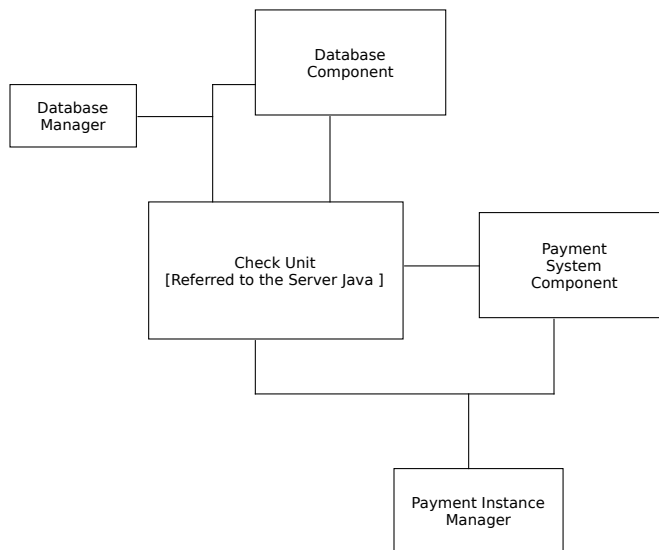 Database
Component
Database
Manager
Check Unit
[Referred to the Server Java ]
Payment
System
Component
Payment Instance
Manager